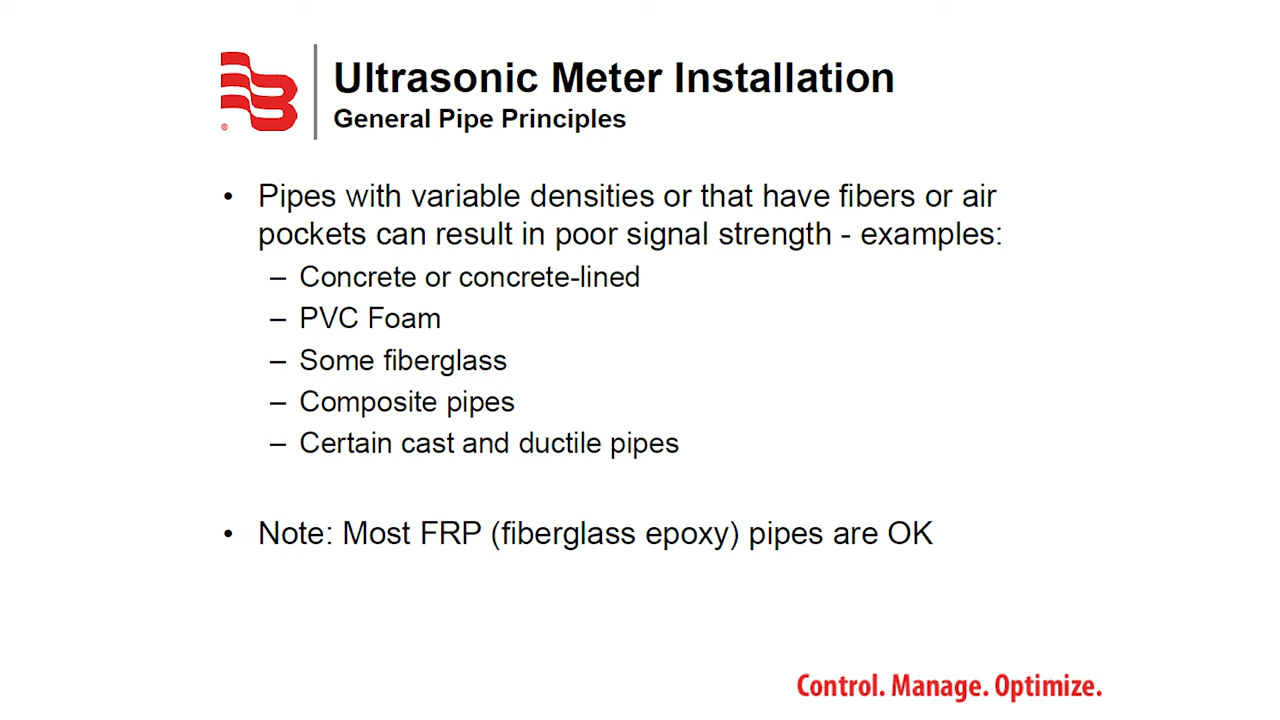 Ultrasonic Meter Installation
General Pipe Principles
®
• Pipes with variable densities or that have fibers or air
pockets can result in poor signal strength - examples:
– Concrete or concrete-lined
– PVC Foam
– Some fiberglass
– Composite pipes
– Certain cast and ductile pipes
• Note: Most FRP (fiberglass epoxy) pipes are OK
Control. Manage. Optimize.